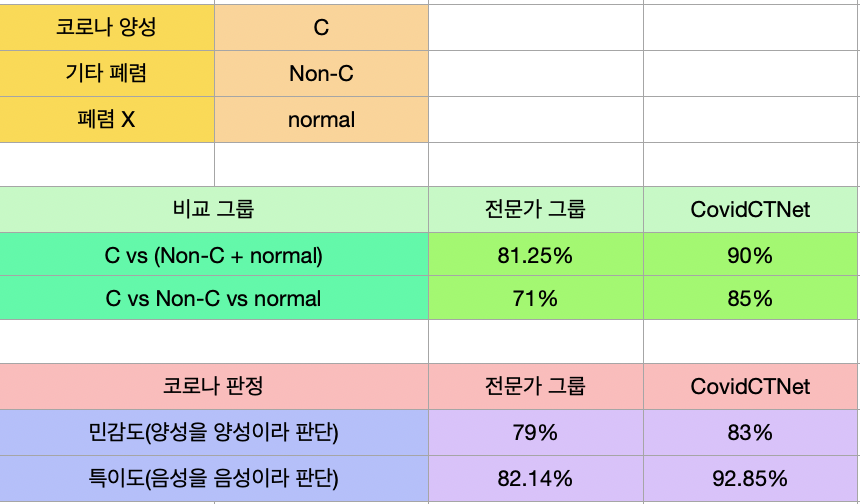 코로나 양성 C
기타 폐렴 Non-C
폐렴 X normal
비교 그룹 전문가 그룹 CovidCTNet
C vs (Non-C + normal) 81.25% 90%
C vs Non-C vs normal 71% 85%
코로나 판정 전문가 그룹 CovidCTNet
민감도(양성을 양성이라 판단) 79% 83%
특이도(음성을 음성이라 판단) 82.14% 92.85%